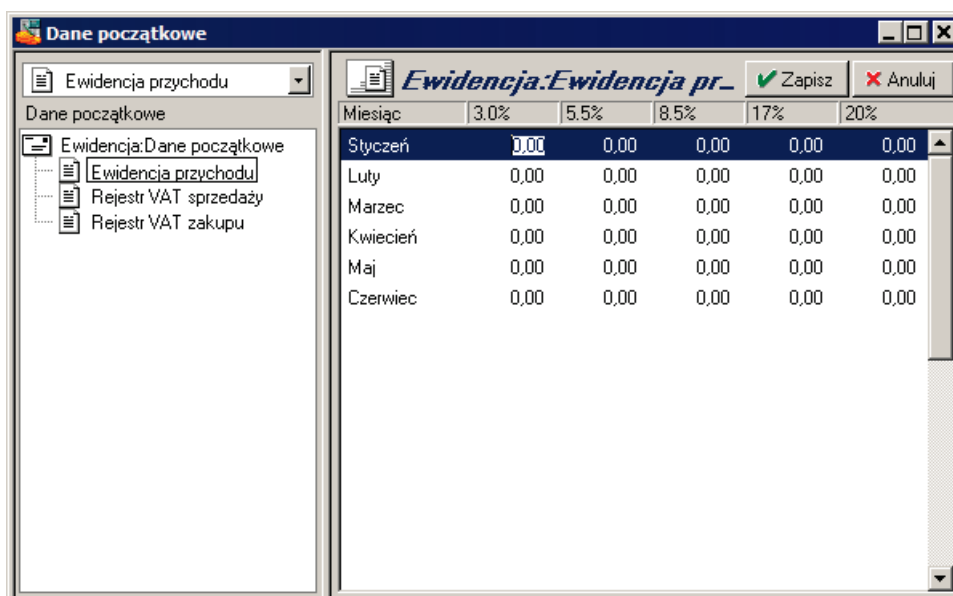 Dane początkowe
Ewidencja przychodu
Dane początkowe
Ewidencja:Dane początkowe
Ewidencja przychodu
Rejestr VAT sprzedaży
Rejestr VAT zakupu
Ewidencja:Ewidencja pr...
Zapisz
Anuluj
Miesiąc 3.0% 5.5% 8.5% 17% 20%
Styczeń 0,00 0,00 0,00 0,00 0,00
Luty 0,00 0,00 0,00 0,00 0,00
Marzec 0,00 0,00 0,00 0,00 0,00
Kwiecień 0,00 0,00 0,00 0,00 0,00
Maj 0,00 0,00 0,00 0,00 0,00
Czerwiec 0,00 0,00 0,00 0,00 0,00